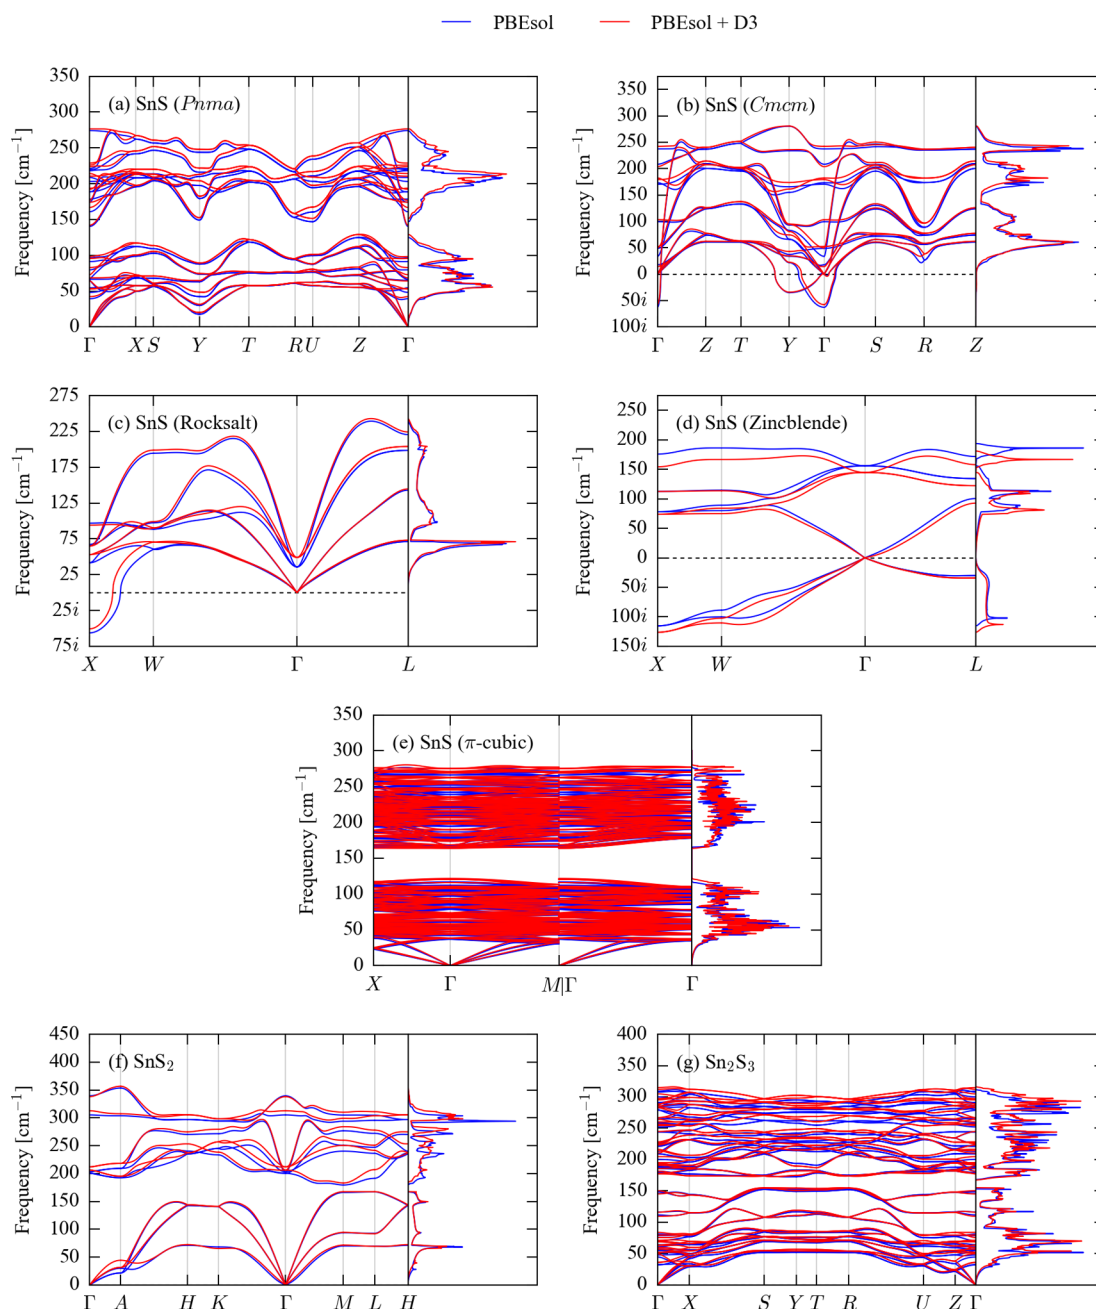 PBEsol PBEsol + D3
(a) SnS (Pnma)
Frequency [cm⁻¹]
350
300
250
200
150
100
50
0
Γ X S Y T R U Z Γ
(b) SnS (Cmcm)
Frequency [cm⁻¹]
350
300
250
200
150
100
50
0
50i
100i
Γ Z T Y Γ S R Z
(c) SnS (Rocksalt)
Frequency [cm⁻¹]
275
225
175
125
75
25
25i
75i
X W Γ L
(d) SnS (Zincblende)
Frequency [cm⁻¹]
250
200
150
100
50
0
50i
100i
150i
X W Γ L
(e) SnS (π-cubic)
Frequency [cm⁻¹]
350
300
250
200
150
100
50
0
X Γ M|Γ Γ
(f) SnS₂
Frequency [cm⁻¹]
450
400
350
300
250
200
150
100
50
0
Γ A H K Γ M L H
(g) Sn₂S₃
Frequency [cm⁻¹]
400
350
300
250
200
150
100
50
0
Γ X S Y T R U Z Γ